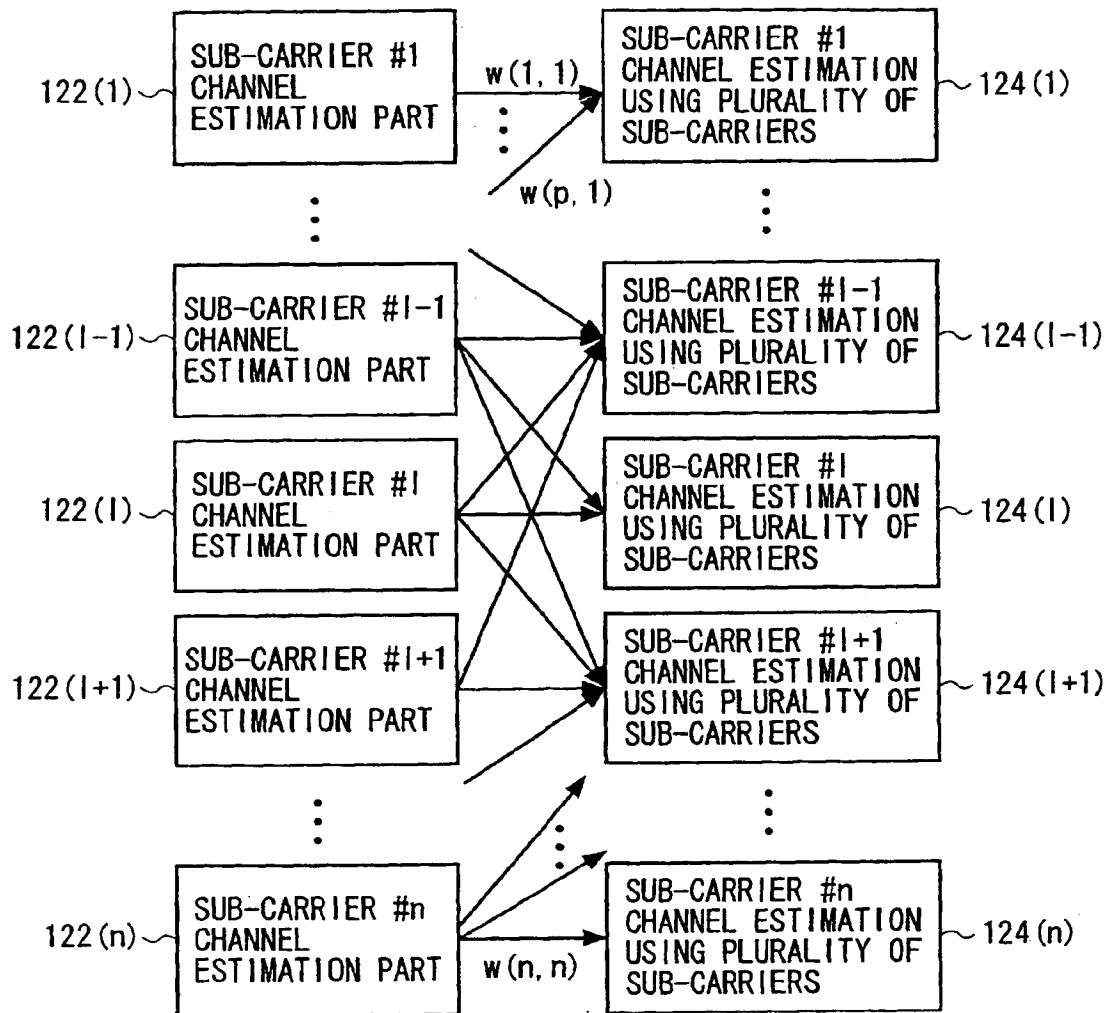 SUB-CARRIER #1
CHANNEL
ESTIMATION PART
122(1)
w(1,1)
w(p,1)
SUB-CARRIER #1
CHANNEL ESTIMATION
USING PLURALITY OF
SUB-CARRIERS
124(1)
SUB-CARRIER #l-1
CHANNEL
ESTIMATION PART
122(l-1)
SUB-CARRIER #l-1
CHANNEL ESTIMATION
USING PLURALITY OF
SUB-CARRIERS
124(l-1)
SUB-CARRIER #l
CHANNEL
ESTIMATION PART
122(l)
SUB-CARRIER #l
CHANNEL ESTIMATION
USING PLURALITY OF
SUB-CARRIERS
124(l)
SUB-CARRIER #l+1
CHANNEL
ESTIMATION PART
122(l+1)
SUB-CARRIER #l+1
CHANNEL ESTIMATION
USING PLURALITY OF
SUB-CARRIERS
124(l+1)
SUB-CARRIER #n
CHANNEL
ESTIMATION PART
122(n)
w(n,n)
SUB-CARRIER #n
CHANNEL ESTIMATION
USING PLURALITY OF
SUB-CARRIERS
124(n)